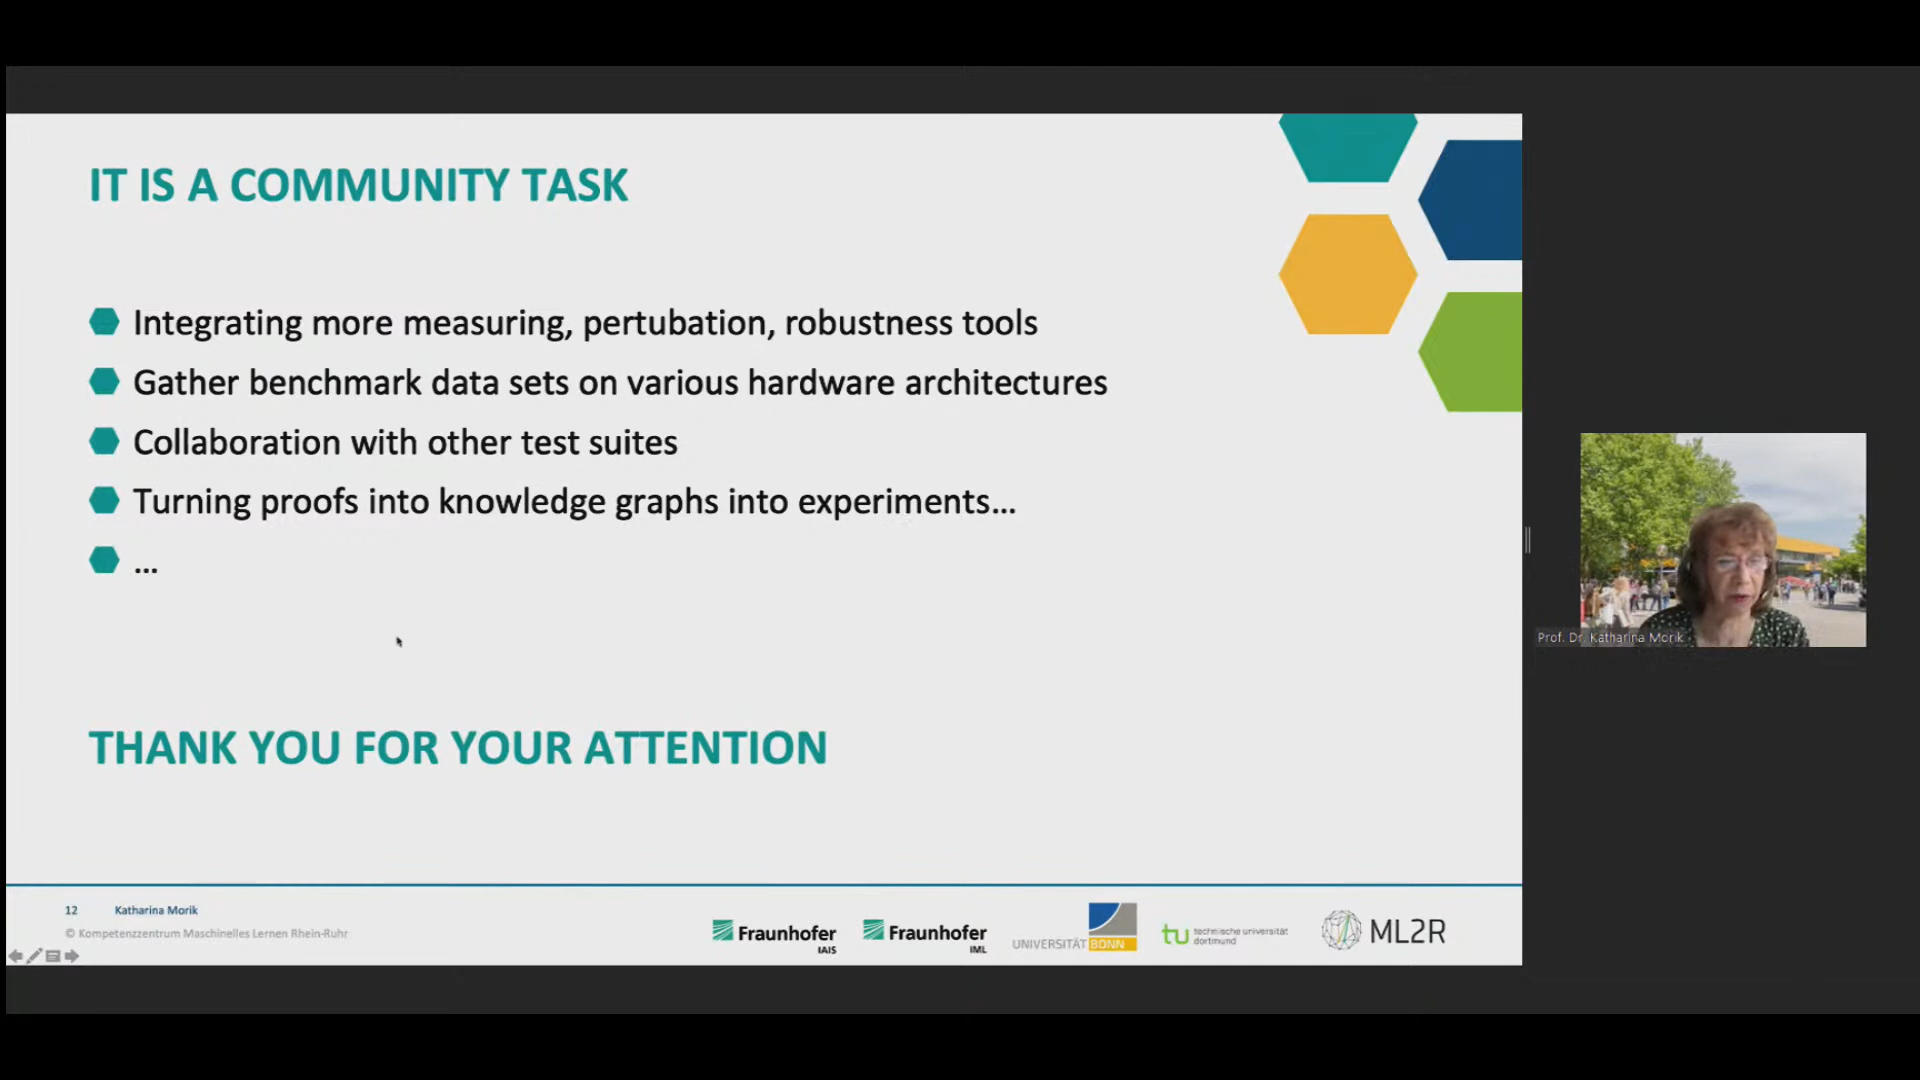 IT IS A COMMUNITY TASK
Integrating more measuring, pertubation, robustness tools
Gather benchmark data sets on various hardware architectures
Collaboration with other test suites
Turning proofs into knowledge graphs into experiments...
...
THANK YOU FOR YOUR ATTENTION
12 Katharina Morik
© Kompetenzzentrum Maschinelles Lernen Rhein-Ruhr
Fraunhofer
IAIS
Fraunhofer
IML
UNIVERSITÄT BONN
tu technische universität
dortmund
ML2R
Prof. Dr. Katharina Morik